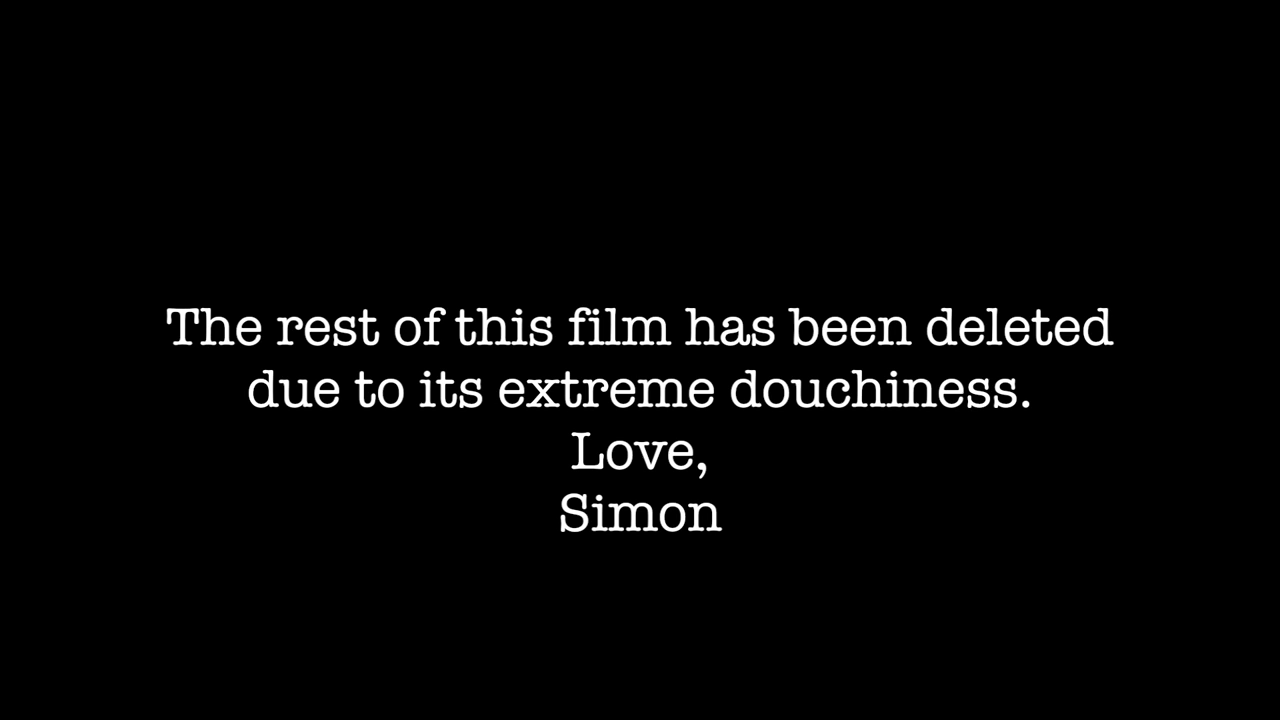 The rest of this film has been deleted
due to its extreme douchiness.
Love,
Simon